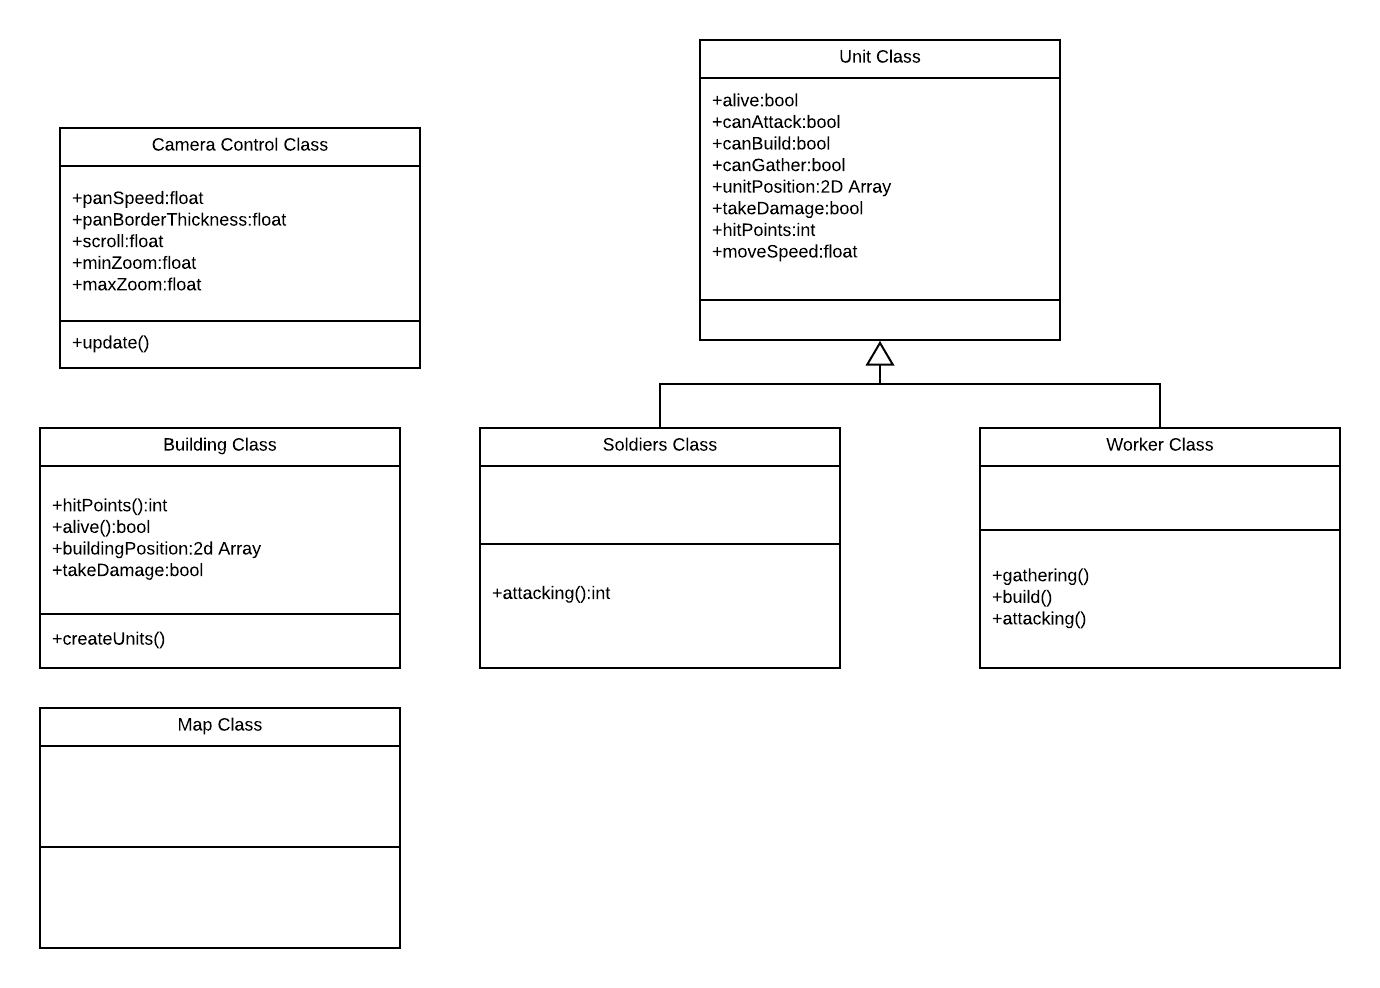 Unit Class
+alive:bool
+canAttack:bool
+canBuild:bool
+canGather:bool
+unitPosition:2D Array
+takeDamage:bool
+hitPoints:int
+moveSpeed:float
Camera Control Class
+panSpeed:float
+panBorderThickness:float
+scroll:float
+minZoom:float
+maxZoom:float
+update()
Building Class
+hitPoints():int
+alive():bool
+buildingPosition:2d Array
+takeDamage:bool
+createUnits()
Soldiers Class
+attacking():int
Worker Class
+gathering()
+build()
+attacking()
Map Class